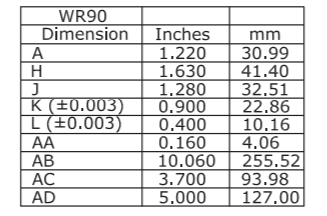 WR90
Dimension Inches mm
A 1.220 30.99
H 1.630 41.40
J 1.280 32.51
K (±0.003) 0.900 22.86
L (±0.003) 0.400 10.16
AA 0.160 4.06
AB 10.060 255.52
AC 3.700 93.98
AD 5.000 127.00